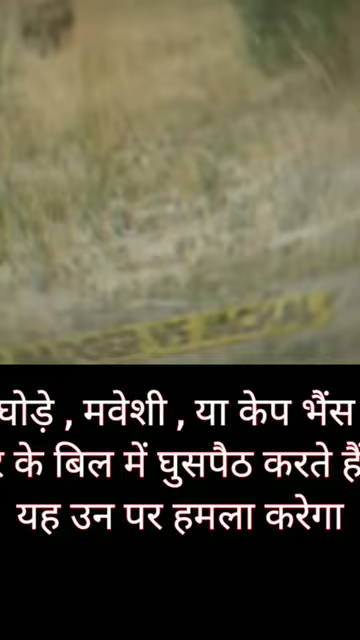 घोड़े , मवेशी , या केप भैंस
के बिल में घुसपैठ करते हैं
यह उन पर हमला करेगा